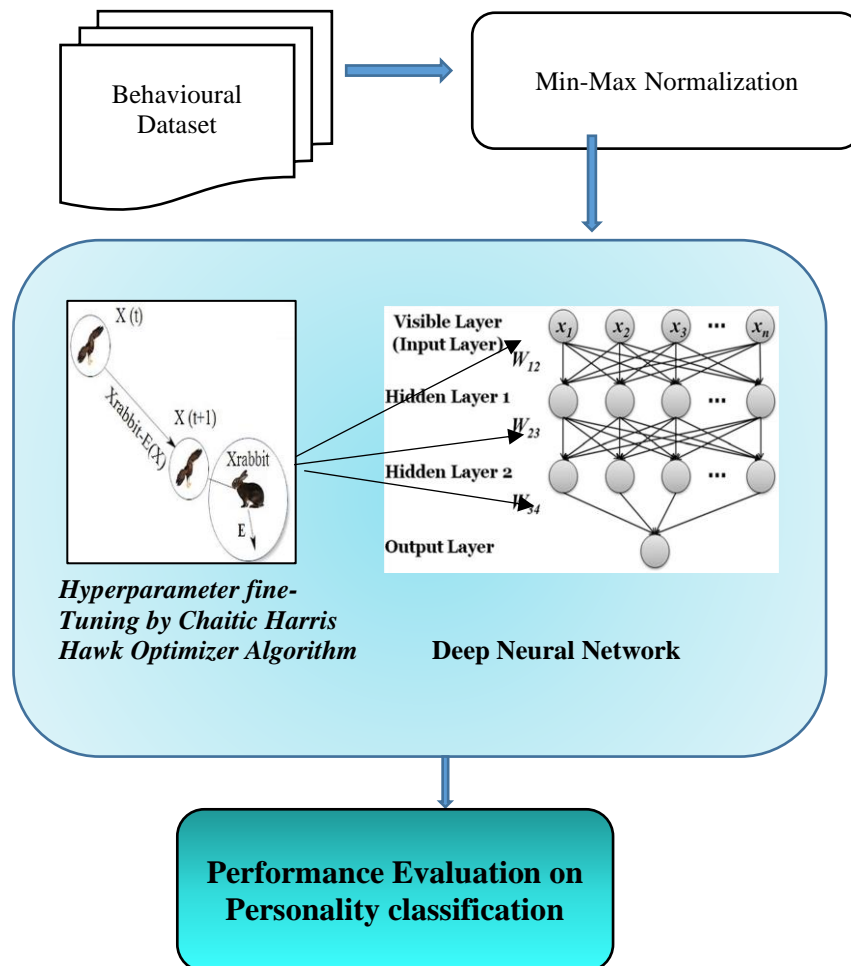 Behavioural
Dataset
Min-Max Normalization
X (t)
Xrabbit-E(X)
X (t+1)
Xrabbit
E
Hyperparameter fine-
Tuning by Chaitic Harris
Hawk Optimizer Algorithm
Visible Layer
(Input Layer)
x1 x2 x3 ... xn
W12
Hidden Layer 1
...
W23
Hidden Layer 2
...
W34
Output Layer
Deep Neural Network
Performance Evaluation on
Personality classification